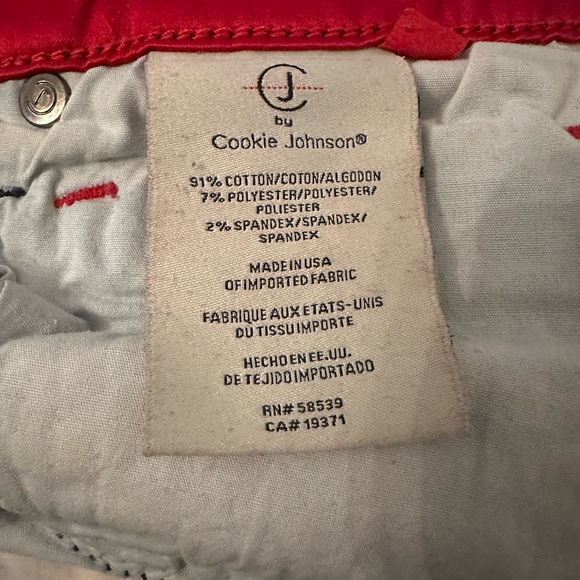 CJ
by
Cookie Johnson®
91% COTTON/COTON/ALGODON
7% POLYESTER/POLYESTER/
POLIESTER
2% SPANDEX/SPANDEX/
SPANDEX
MADE IN USA
OF IMPORTED FABRIC
FABRIQUE AUX ETATS-UNIS
DU TISSU IMPORTE
HECHO EN EE.UU.
DE TEJIDO IMPORTADO
RN# 58539
CA# 19371